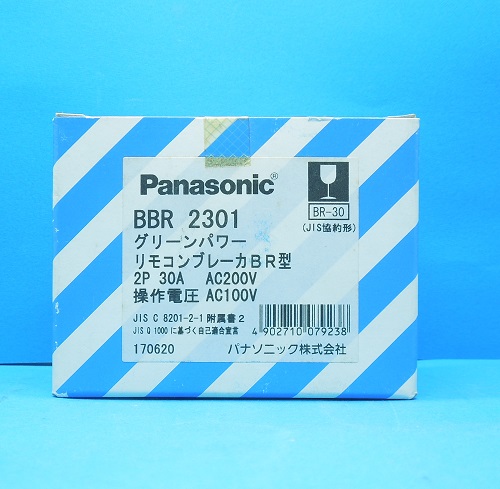 Panasonic®
BBR 2301
グリーンパワー
リモコンブレーカBR型
2P 30A AC200V
操作電圧 AC100V
JIS C 8201-2-1 附属書2
JIS Q 1000 に基づく自己適合宣言
170620
BR-30
(JIS協約形)
4 902710 079238
パナソニック株式会社